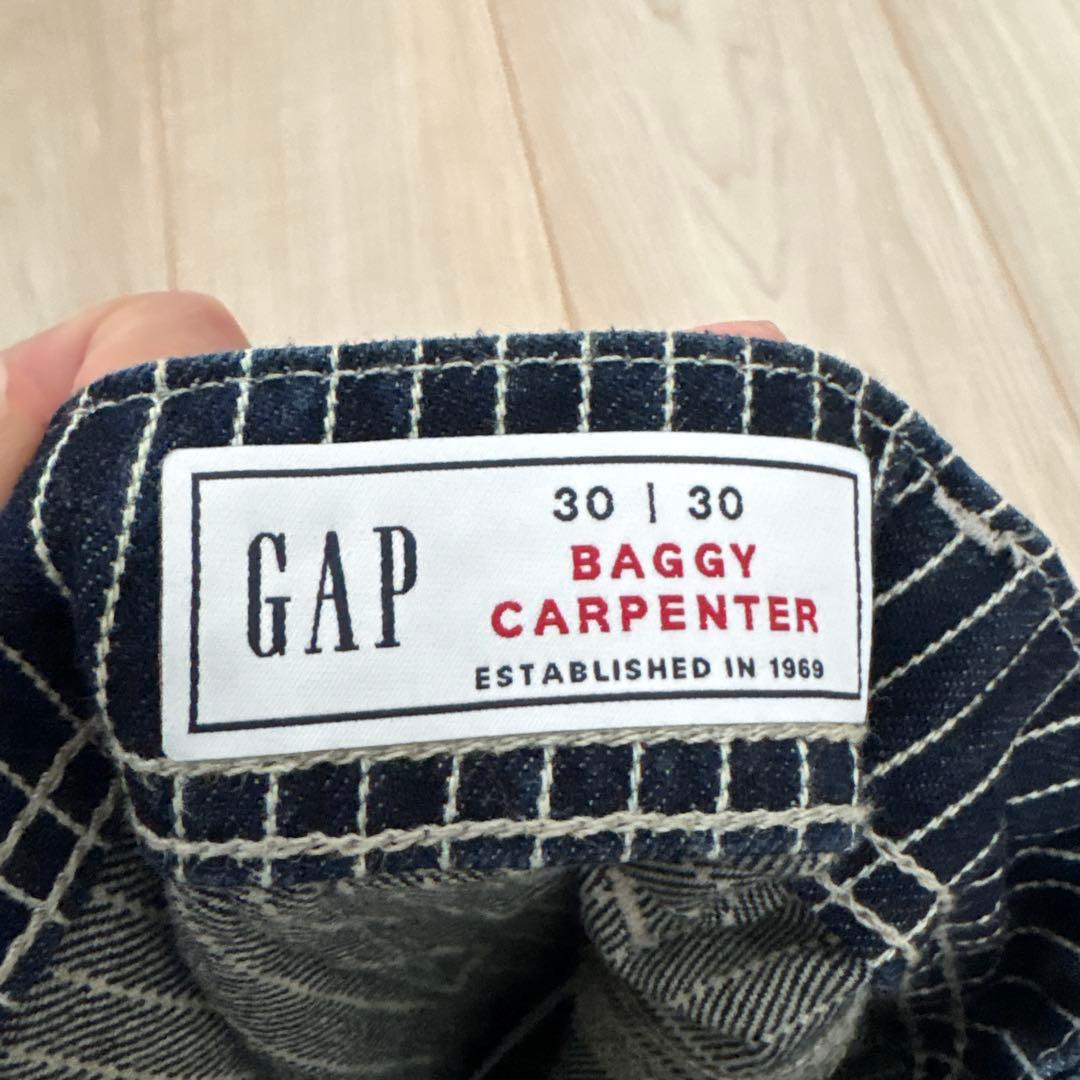 GAP
30 | 30
BAGGY
CARPENTER
ESTABLISHED IN 1969